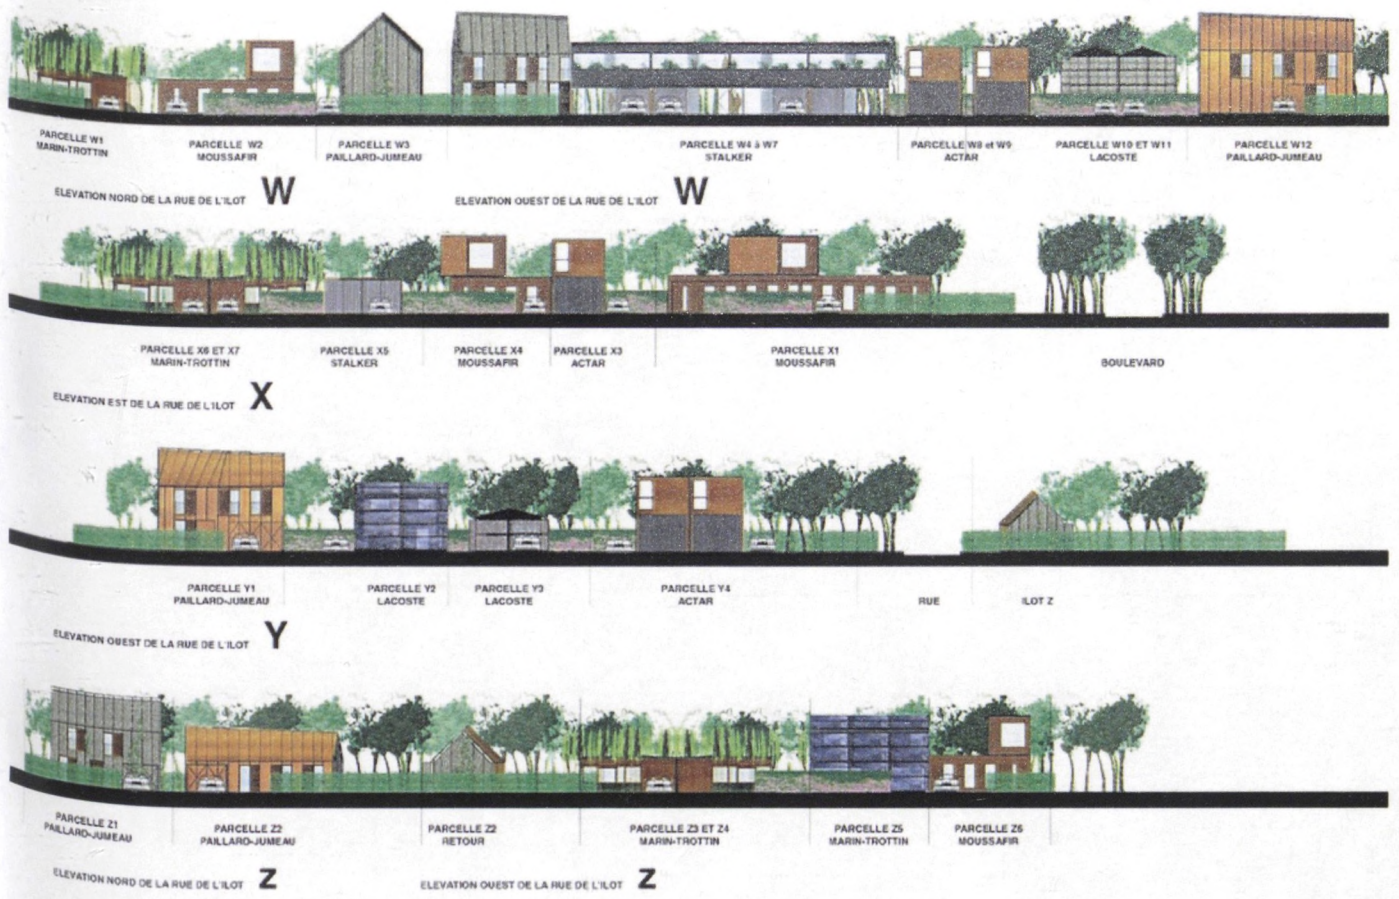 PARCELLE W1
MARIN-TROTTIN
PARCELLE W2
MOUSSAFIR
PARCELLE W3
PAILLARD-JUMEAU
PARCELLE W4 à W7
STALKER
PARCELLE W8 et W9
ACTAR
PARCELLE W10 ET W11
LACOSTE
PARCELLE W12
PAILLARD-JUMEAU
ELEVATION NORD DE LA RUE DE L'ILOT W
ELEVATION OUEST DE LA RUE DE L'ILOT W
PARCELLE X6 ET X7
MARIN-TROTTIN
PARCELLE X5
STALKER
PARCELLE X4
MOUSSAFIR
PARCELLE X3
ACTAR
PARCELLE X1
MOUSSAFIR
BOULEVARD
ELEVATION EST DE LA RUE DE L'ILOT X
PARCELLE Y1
PAILLARD-JUMEAU
PARCELLE Y2
LACOSTE
PARCELLE Y3
LACOSTE
PARCELLE Y4
ACTAR
RUE
ILOT Z
ELEVATION OUEST DE LA RUE DE L'ILOT Y
PARCELLE Z1
PAILLARD-JUMEAU
PARCELLE Z2
PAILLARD-JUMEAU
PARCELLE Z2
RETOUR
PARCELLE Z3 ET Z4
MARIN-TROTTIN
PARCELLE Z5
MARIN-TROTTIN
PARCELLE Z6
MOUSSAFIR
ELEVATION NORD DE LA RUE DE L'ILOT Z
ELEVATION OUEST DE LA RUE DE L'ILOT Z